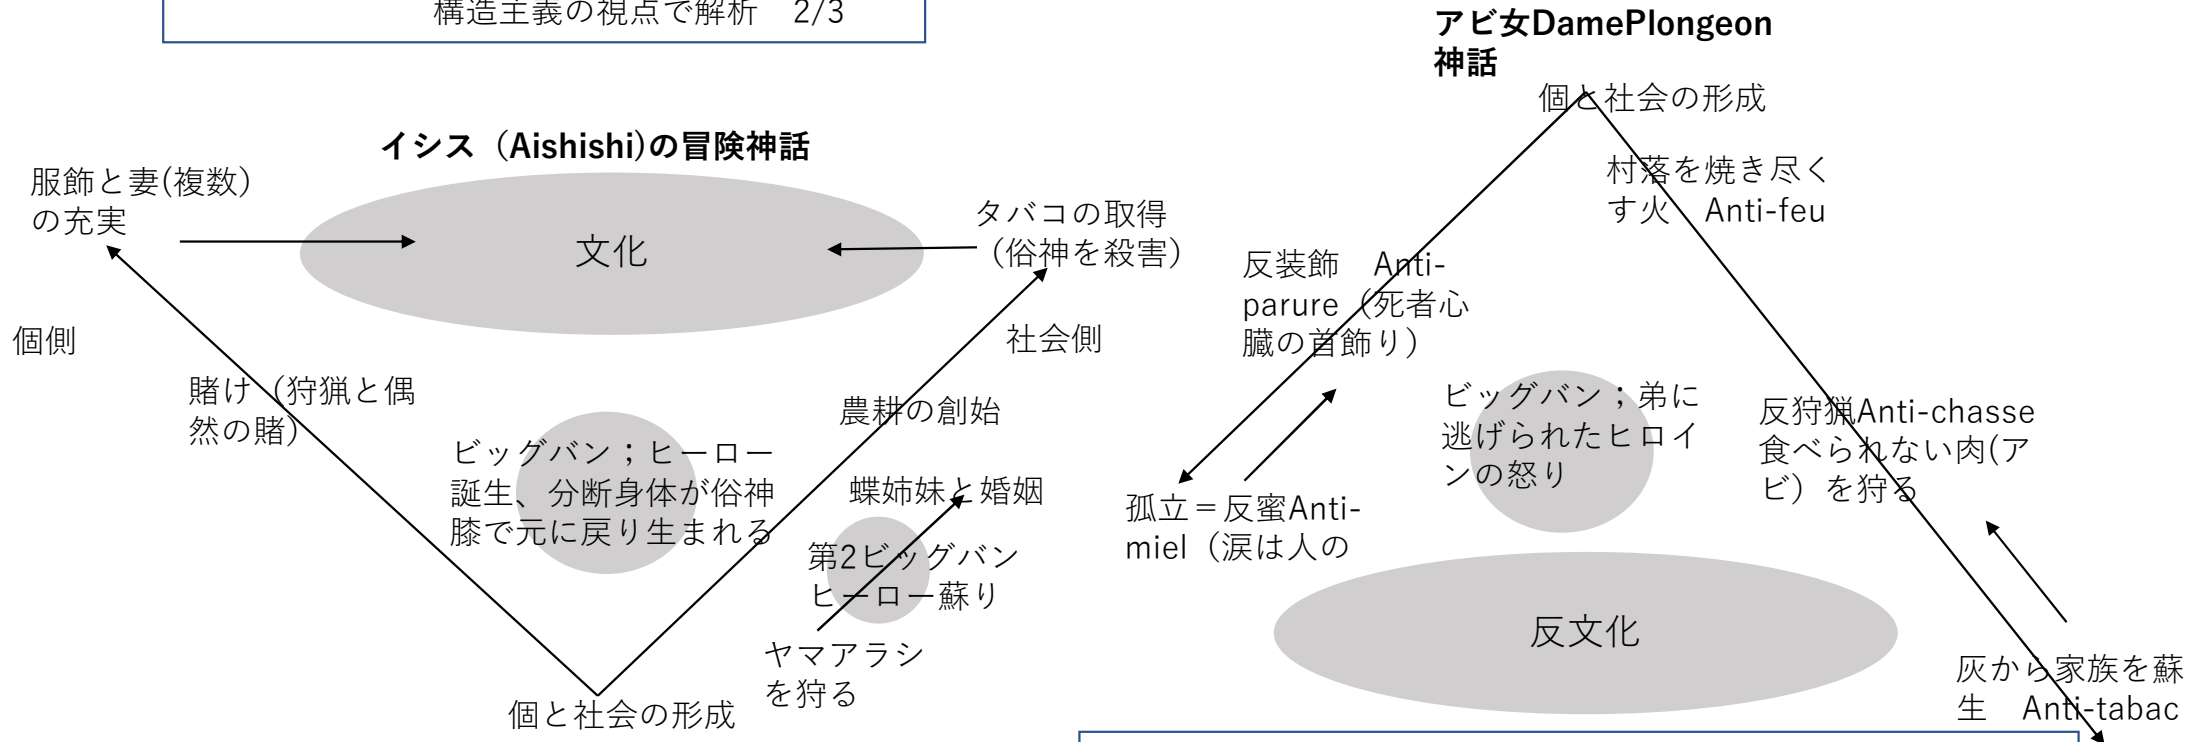 構造主義の視点で解析　2/3
イシス（Aishishi)の冒険神話
服飾と妻(複数)
の充実
文化
タバコの取得
（俗神を殺害）
個側
社会側
賭け（狩猟と偶
然の賭）
農耕の創始
ビッグバン；ヒーロー
誕生、分断身体が俗神
膝で元に戻り生まれる
蝶姉妹と婚姻
第2ビッグバン
ヒーロー蘇り
ヤマアラシ
を狩る
個と社会の形成
アビ女DamePlongeon
神話
個と社会の形成
村落を焼き尽く
す火　Anti-feu
反装飾　Anti-
parure（死者心
臓の首飾り）
ビッグバン；弟に
逃げられたヒロイ
ンの怒り
反狩猟Anti-chasse
食べられない肉(ア
ビ）を狩る
孤立＝反蜜Anti-
miel（涙は人の
反文化
灰から家族を蘇
生　Anti-tabac